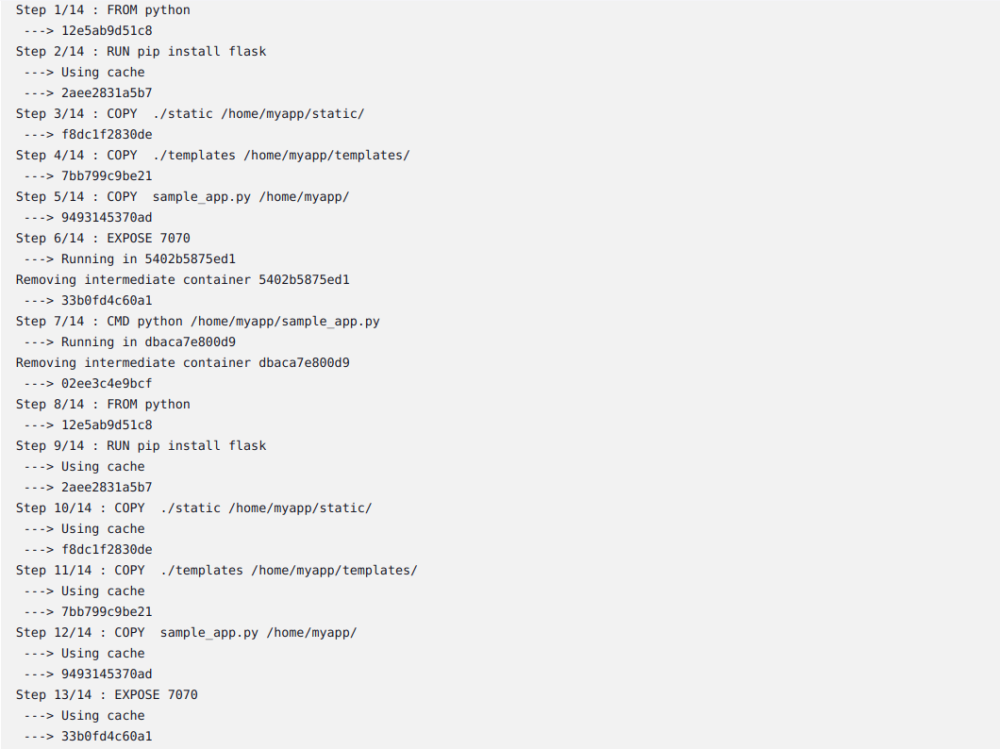 Step 1/14 : FROM python
 ---> 12e5ab9d51c8
Step 2/14 : RUN pip install flask
 ---> Using cache
 ---> 2aee2831a5b7
Step 3/14 : COPY  ./static /home/myapp/static/
 ---> f8dc1f2830de
Step 4/14 : COPY  ./templates /home/myapp/templates/
 ---> 7bb799c9be21
Step 5/14 : COPY  sample_app.py /home/myapp/
 ---> 9493145370ad
Step 6/14 : EXPOSE 7070
 ---> Running in 5402b5875ed1
Removing intermediate container 5402b5875ed1
 ---> 33b0fd4c60a1
Step 7/14 : CMD python /home/myapp/sample_app.py
 ---> Running in dbaca7e800d9
Removing intermediate container dbaca7e800d9
 ---> 02ee3c4e9bcf
Step 8/14 : FROM python
 ---> 12e5ab9d51c8
Step 9/14 : RUN pip install flask
 ---> Using cache
 ---> 2aee2831a5b7
Step 10/14 : COPY  ./static /home/myapp/static/
 ---> Using cache
 ---> f8dc1f2830de
Step 11/14 : COPY  ./templates /home/myapp/templates/
 ---> Using cache
 ---> 7bb799c9be21
Step 12/14 : COPY  sample_app.py /home/myapp/
 ---> Using cache
 ---> 9493145370ad
Step 13/14 : EXPOSE 7070
 ---> Using cache
 ---> 33b0fd4c60a1